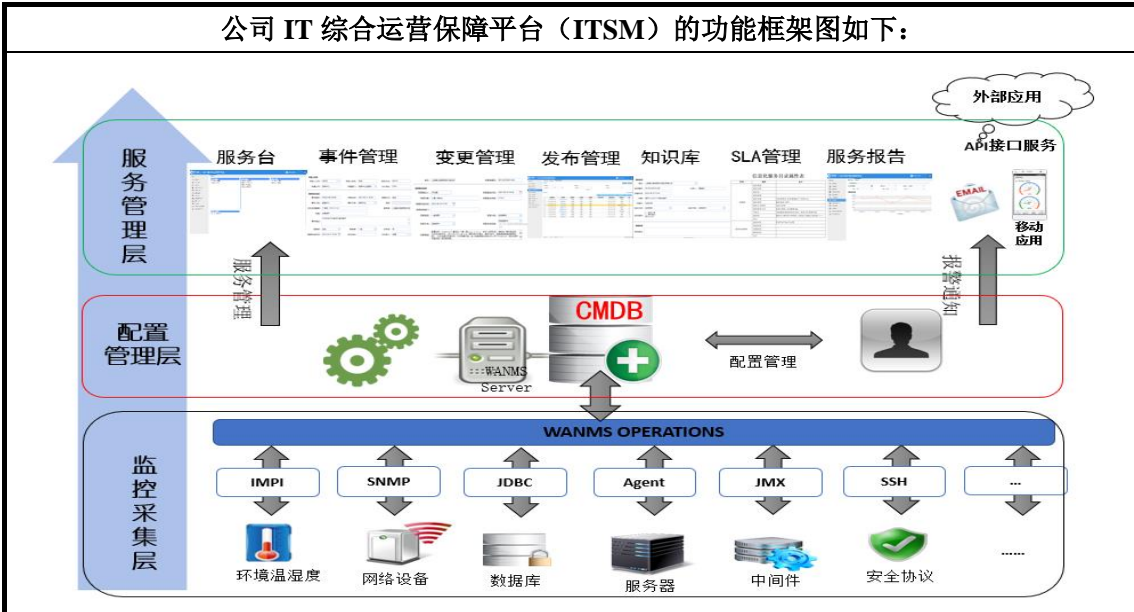 公司 IT 综合运营保障平台（ITSM）的功能框架图如下：
外部应用
API接口服务
服务管理层
服务台 事件管理 变更管理 发布管理 知识库 SLA管理 服务报告
EMAIL
移动应用
服务管理
报警通知
配置管理层
CMDB
:::WANMS
Server
配置管理
监控采集层
WANMS OPERATIONS
IMPI SNMP JDBC Agent JMX SSH ...
环境温湿度 网络设备 数据库 服务器 中间件 安全协议 ......